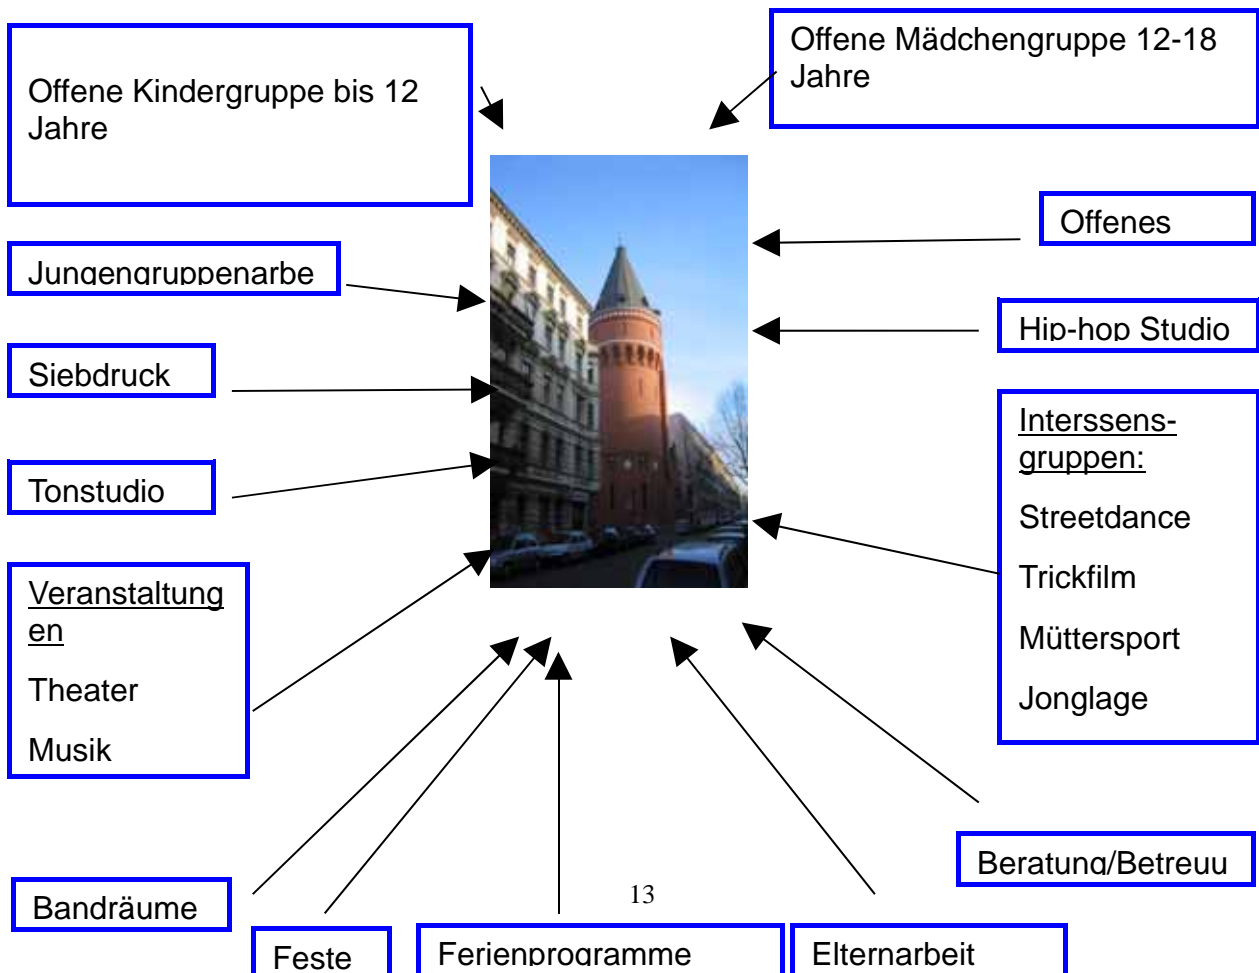 Offene Kindergruppe bis 12
Jahre
Offene Mädchengruppe 12-18
Jahre
Offenes
Jungengruppenarbe
Hip-hop Studio
Siebdruck
Interssens-
gruppen:
Streetdance
Trickfilm
Müttersport
Jonglage
Tonstudio
Veranstaltung
en
Theater
Musik
Beratung/Betreuu
Bandräume
13
Feste
Ferienprogramme
Elternarbeit